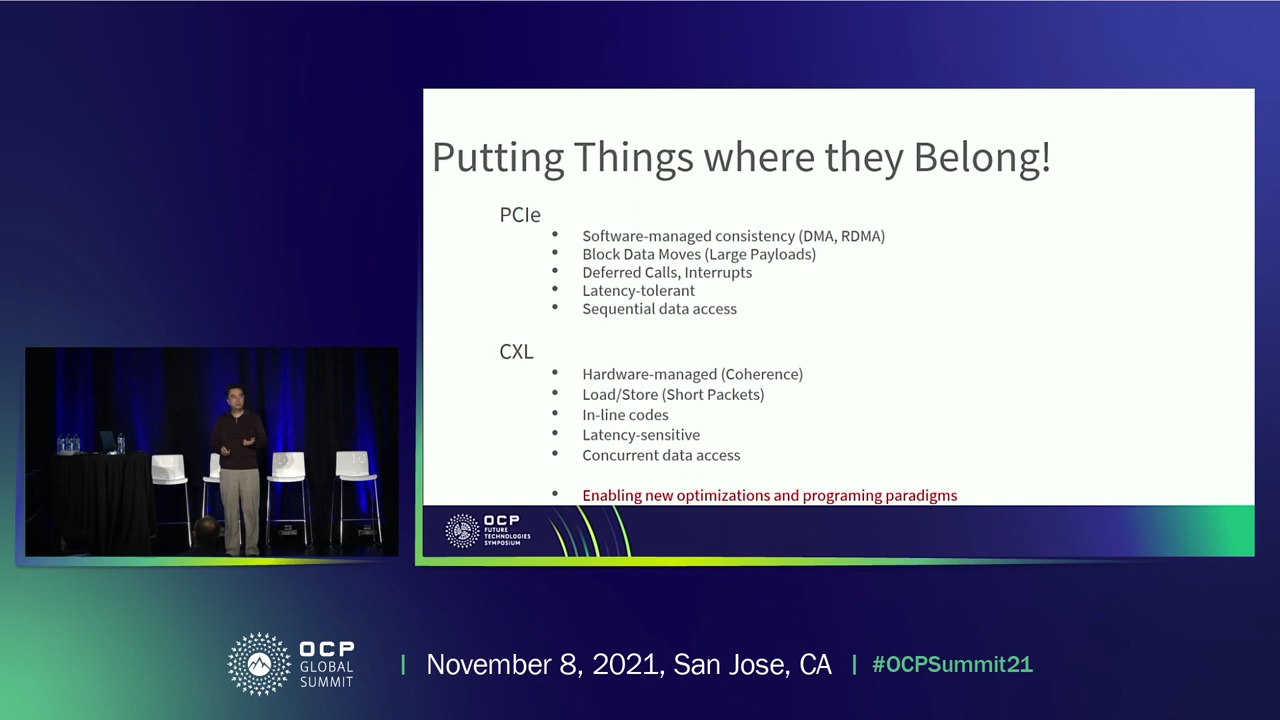 Putting Things where they Belong!
PCIe
• Software-managed consistency (DMA, RDMA)
• Block Data Moves (Large Payloads)
• Deferred Calls, Interrupts
• Latency-tolerant
• Sequential data access
CXL
• Hardware-managed (Coherence)
• Load/Store (Short Packets)
• In-line codes
• Latency-sensitive
• Concurrent data access
• Enabling new optimizations and programing paradigms
OCP
FUTURE
TECHNOLOGIES
SYMPOSIUM
OCP
GLOBAL
SUMMIT
| November 8, 2021, San Jose, CA | #OCPSummit21